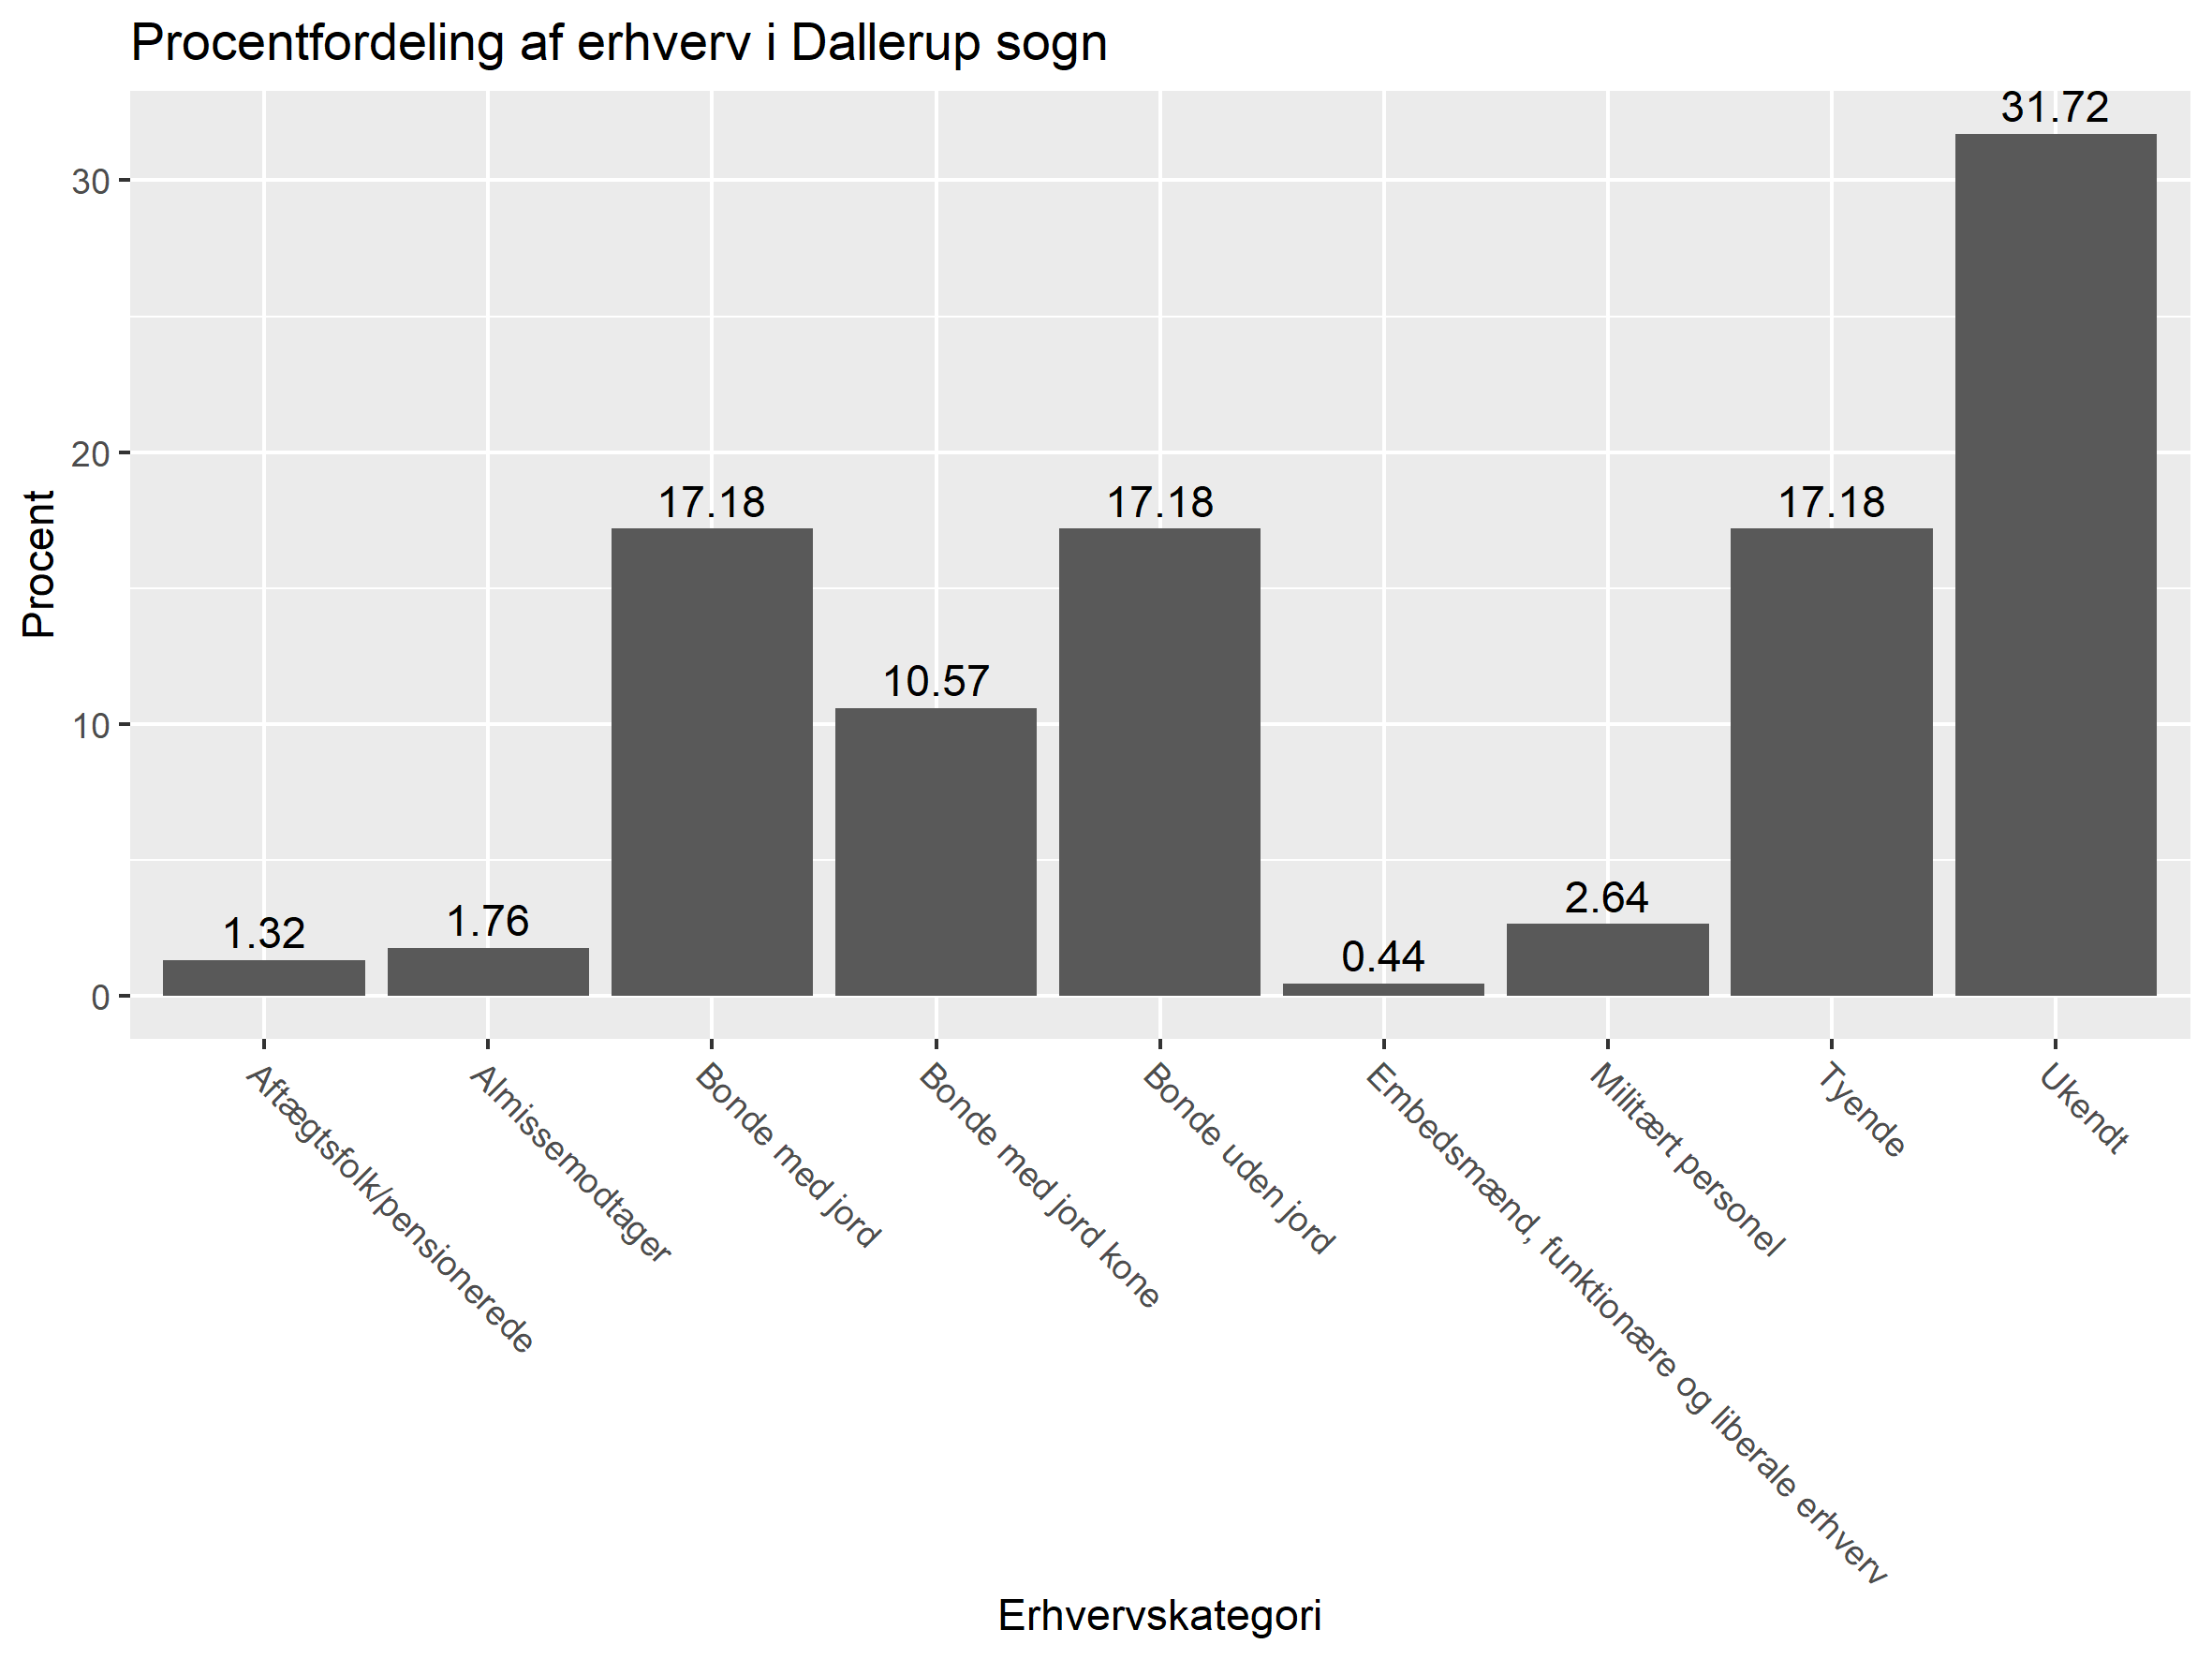 Procentfordeling af erhverv i Dallerup sogn
Procent
30
20
10
0
1.32
1.76
17.18
10.57
17.18
0.44
2.64
17.18
31.72
Aftægtsfolk/pensionerede
Almissemodtager
Bonde med jord
Bonde med jord kone
Bonde uden jord
Embedsmænd, funktionære og liberale erhverv
Militært personel
Tyende
Ukendt
Erhvervskategori